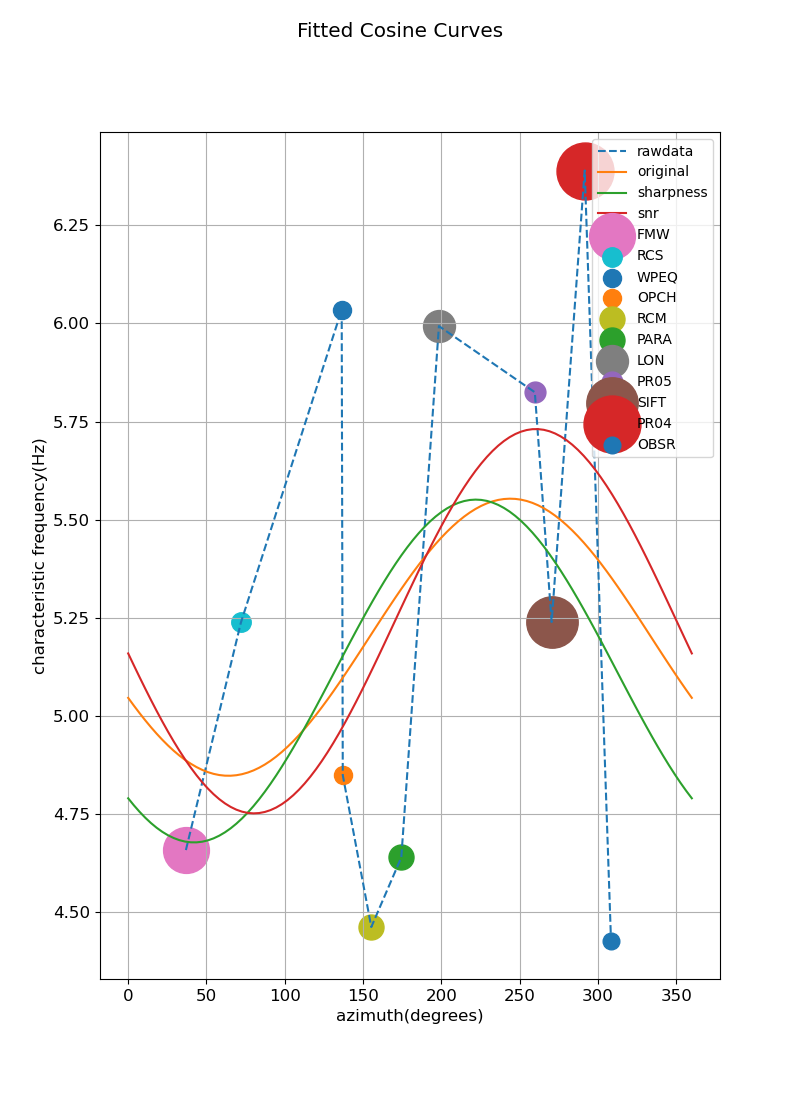 Fitted Cosine Curves
rawdata
original
sharpness
snr
FMW
RCS
WPEQ
OPCH
RCM
PARA
LON
PR05
SIFT
PR04
OBSR
characteristic frequency(Hz)
6.25
6.00
5.75
5.50
5.25
5.00
4.75
4.50
0 50 100 150 200 250 300 350
azimuth(degrees)